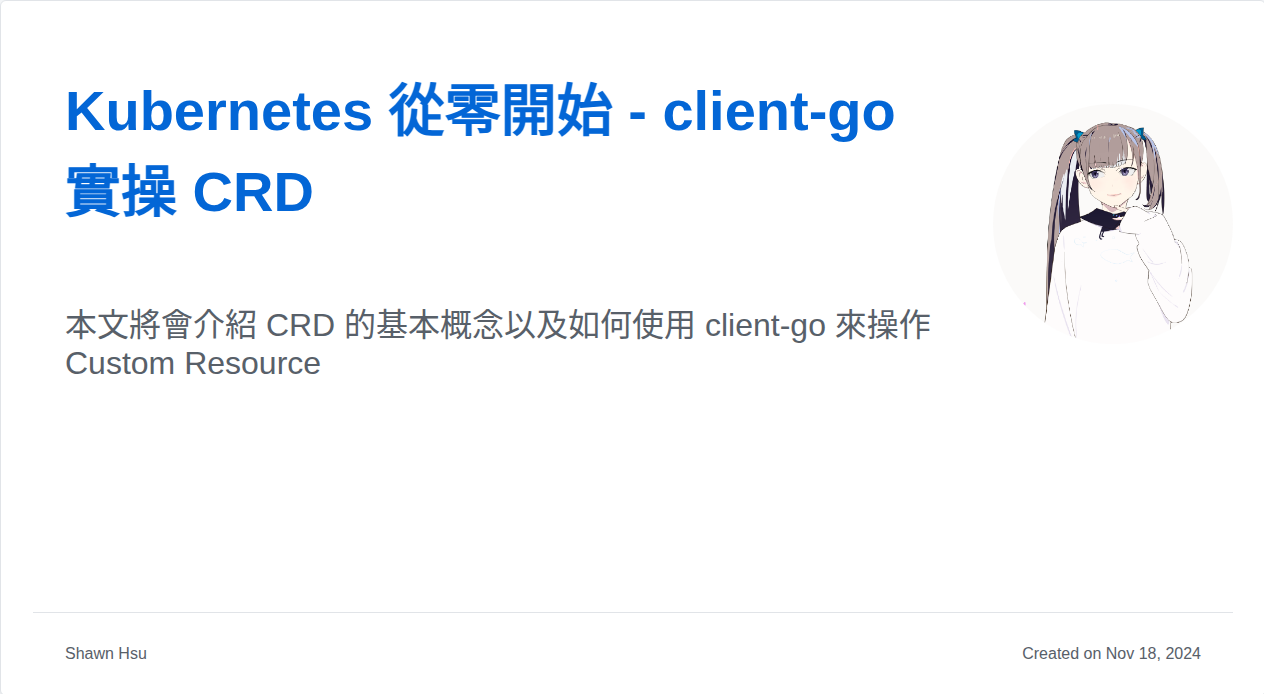 Kubernetes 從零開始 - client-go
實操 CRD
本文將會介紹 CRD 的基本概念以及如何使用 client-go 來操作
Custom Resource
Shawn Hsu
Created on Nov 18, 2024